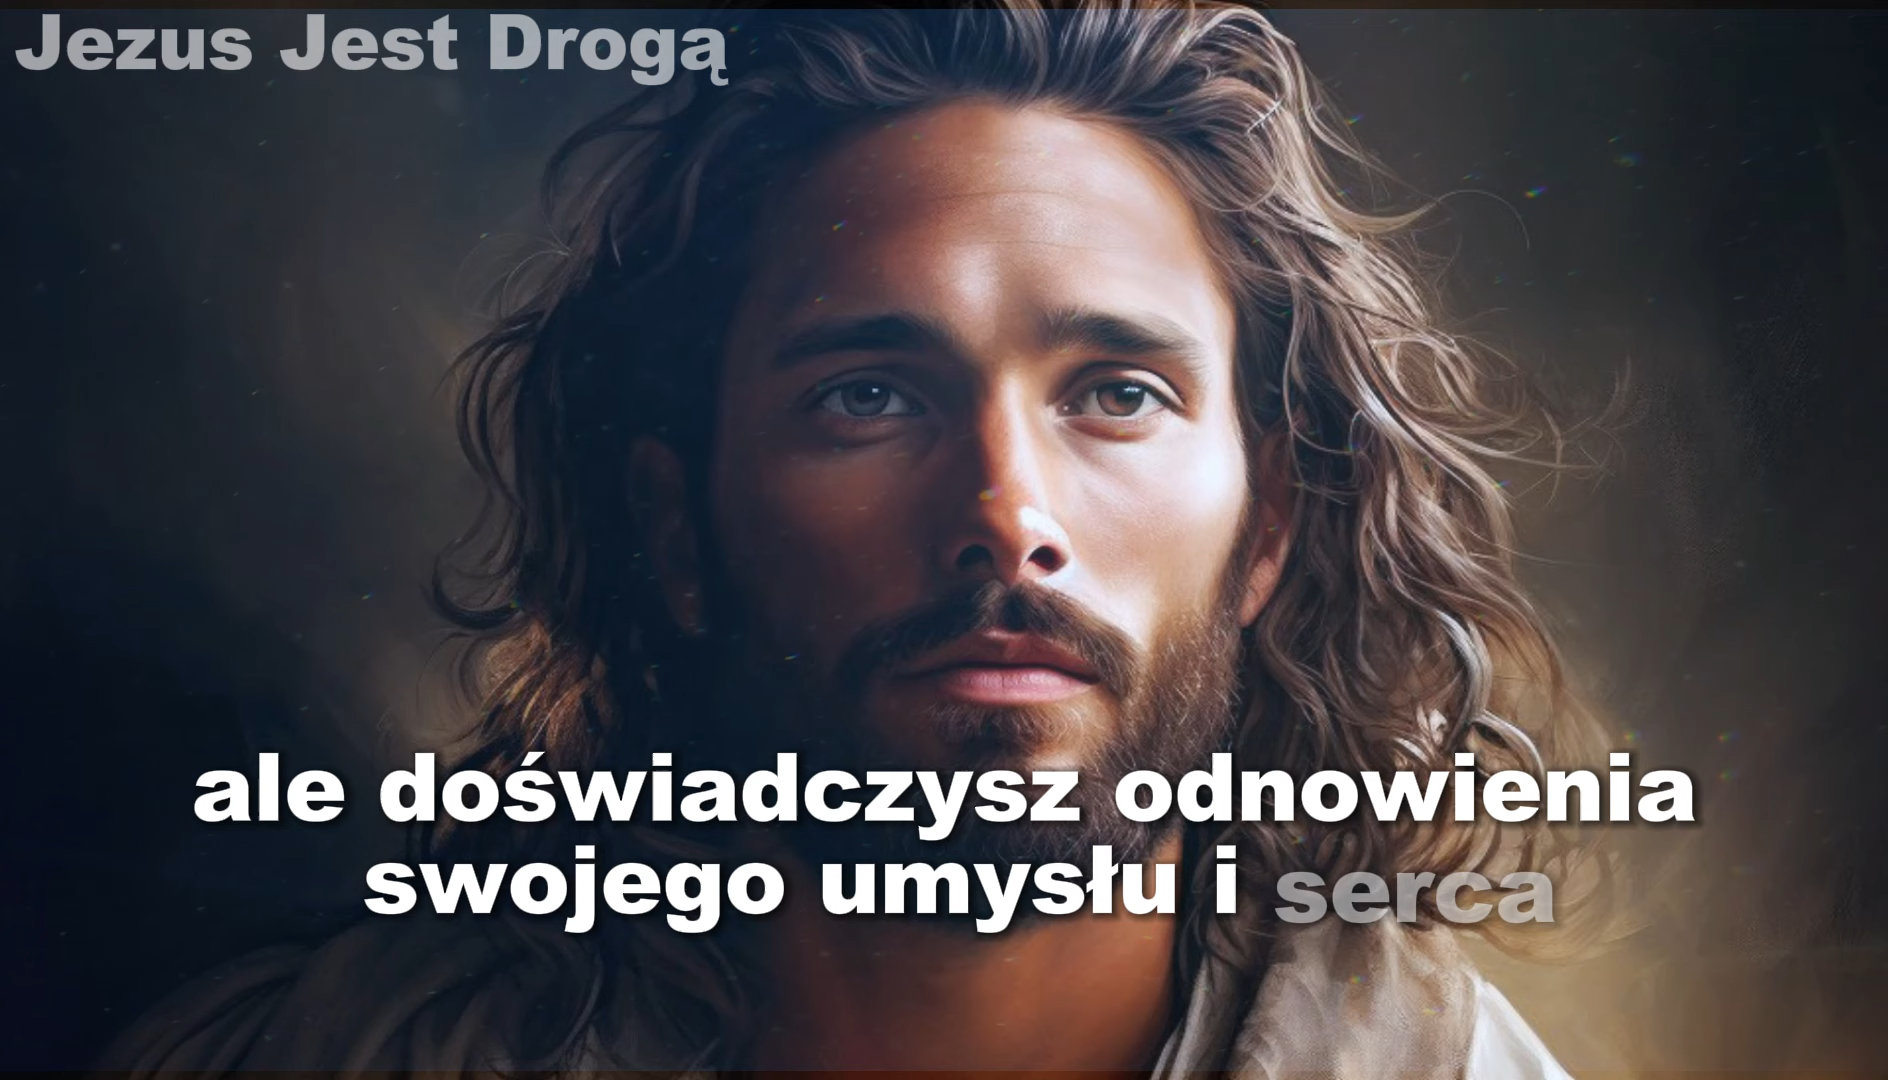 Jezus Jest Drogą
ale doświadczysz odnowienia
swojego umysłu i serca